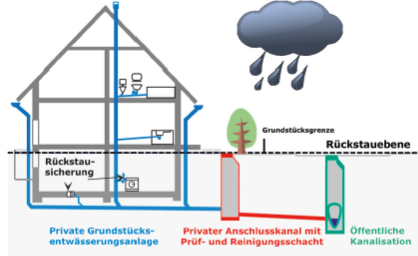 Grundstücksgrenze
Rückstauebene
Rückstau-
sicherung
Private Grundstücks-
entwässerungsanlage
Privater Anschlusskanal mit
Prüf- und Reinigungsschacht
Öffentliche
Kanalisation